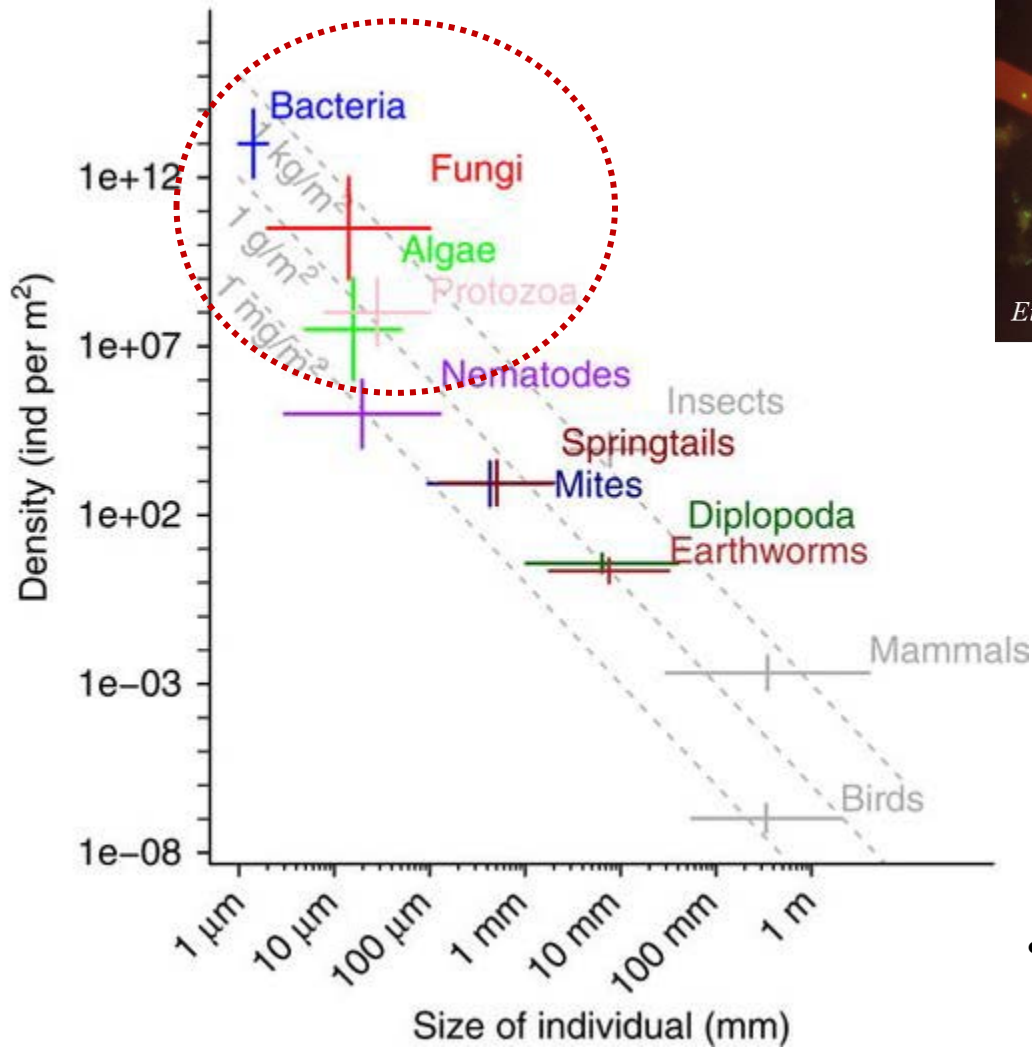 Bacteria
1 kg/m²
Fungi
1e+12
1 g/m²
Algae
Protozoa
1 mg/m²
1e+07
Nematodes
Insects
Springtails
Mites
1e+02
Diplopoda
Earthworms
Mammals
1e−03
Birds
1e−08
Density (ind per m²)
1 µm
10 µm
100 µm
1 mm
10 mm
100 mm
1 m
Size of individual (mm)